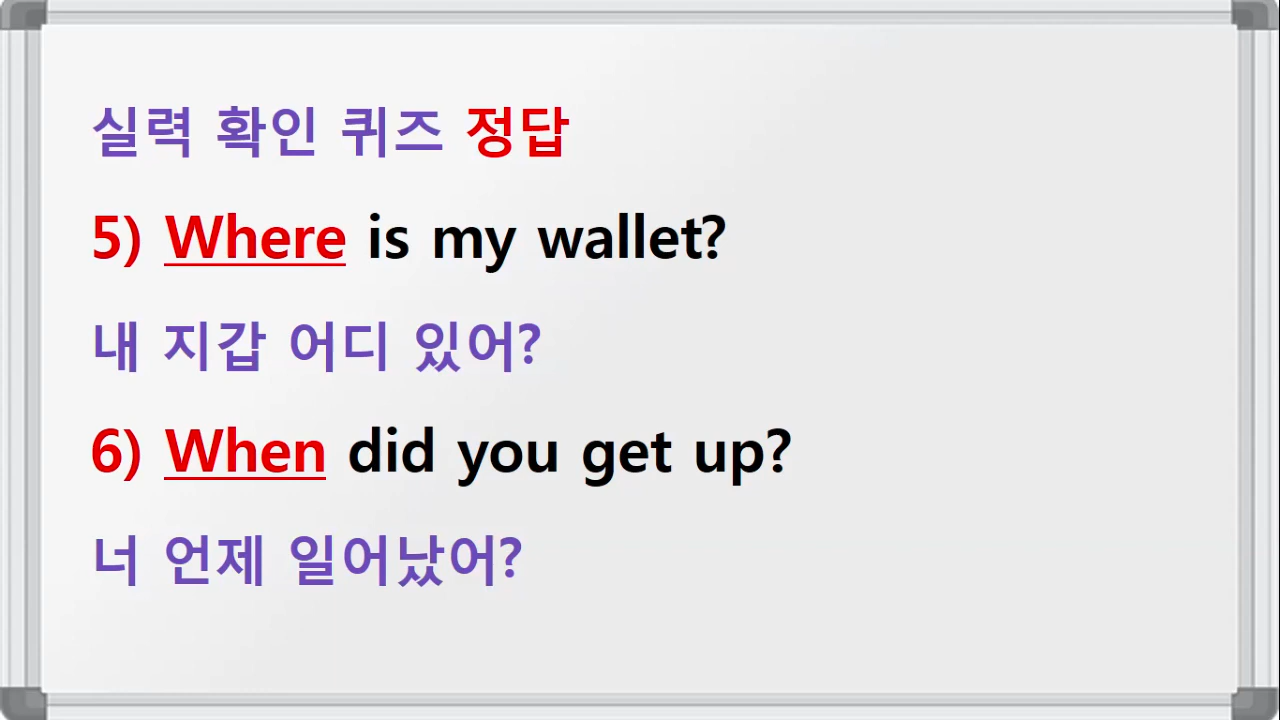 실력 확인 퀴즈 정답
5) Where is my wallet?
내 지갑 어디 있어?
6) When did you get up?
너 언제 일어났어?